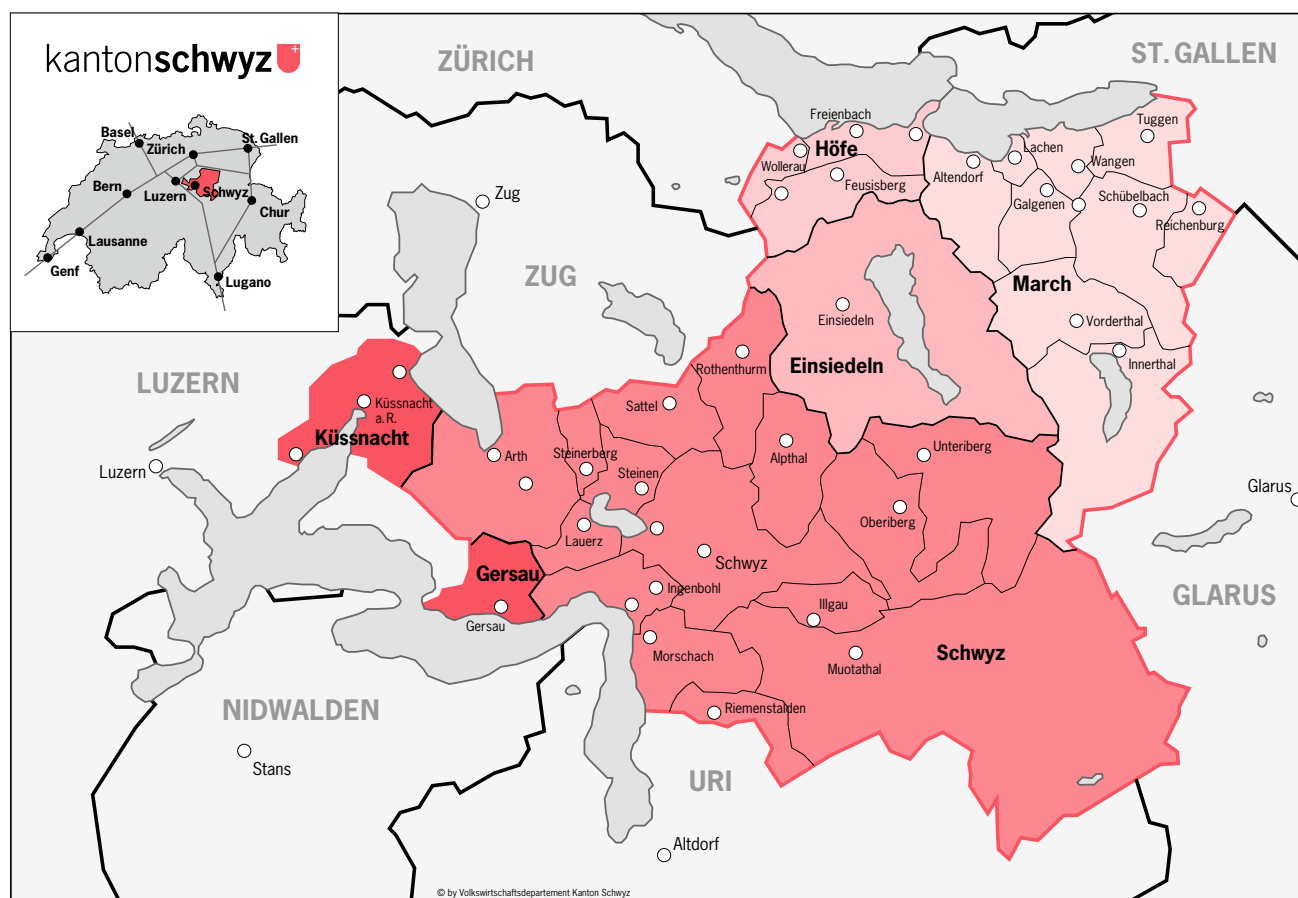 kantonschwyz
Basel
Zürich
St. Gallen
Bern
Luzern
Schwyz
Chur
Lausanne
Genf
Lugano
ZÜRICH
ST. GALLEN
Freienbach
Tuggen
Höfe
Lachen
Wollerau
Altendorf
Wangen
Feusisberg
Zug
Galgenen
Schübelbach
Reichenburg
ZUG
March
Einsiedeln
Vorderthal
Rothenthurm
Einsiedeln
Innerthal
LUZERN
Küssnacht
a.R.
Sattel
Küssnacht
Arth
Steinerberg
Alpthal
Unteriberg
Luzern
Steinen
Glarus
Oberiberg
Lauerz
Schwyz
Gersau
Ingenbohl
GLARUS
Illgau
Gersau
Morschach
Muotathal
Schwyz
NIDWALDEN
Riemenstalden
Stans
URI
Altdorf
© by Volkswirtschaftsdepartement Kanton Schwyz